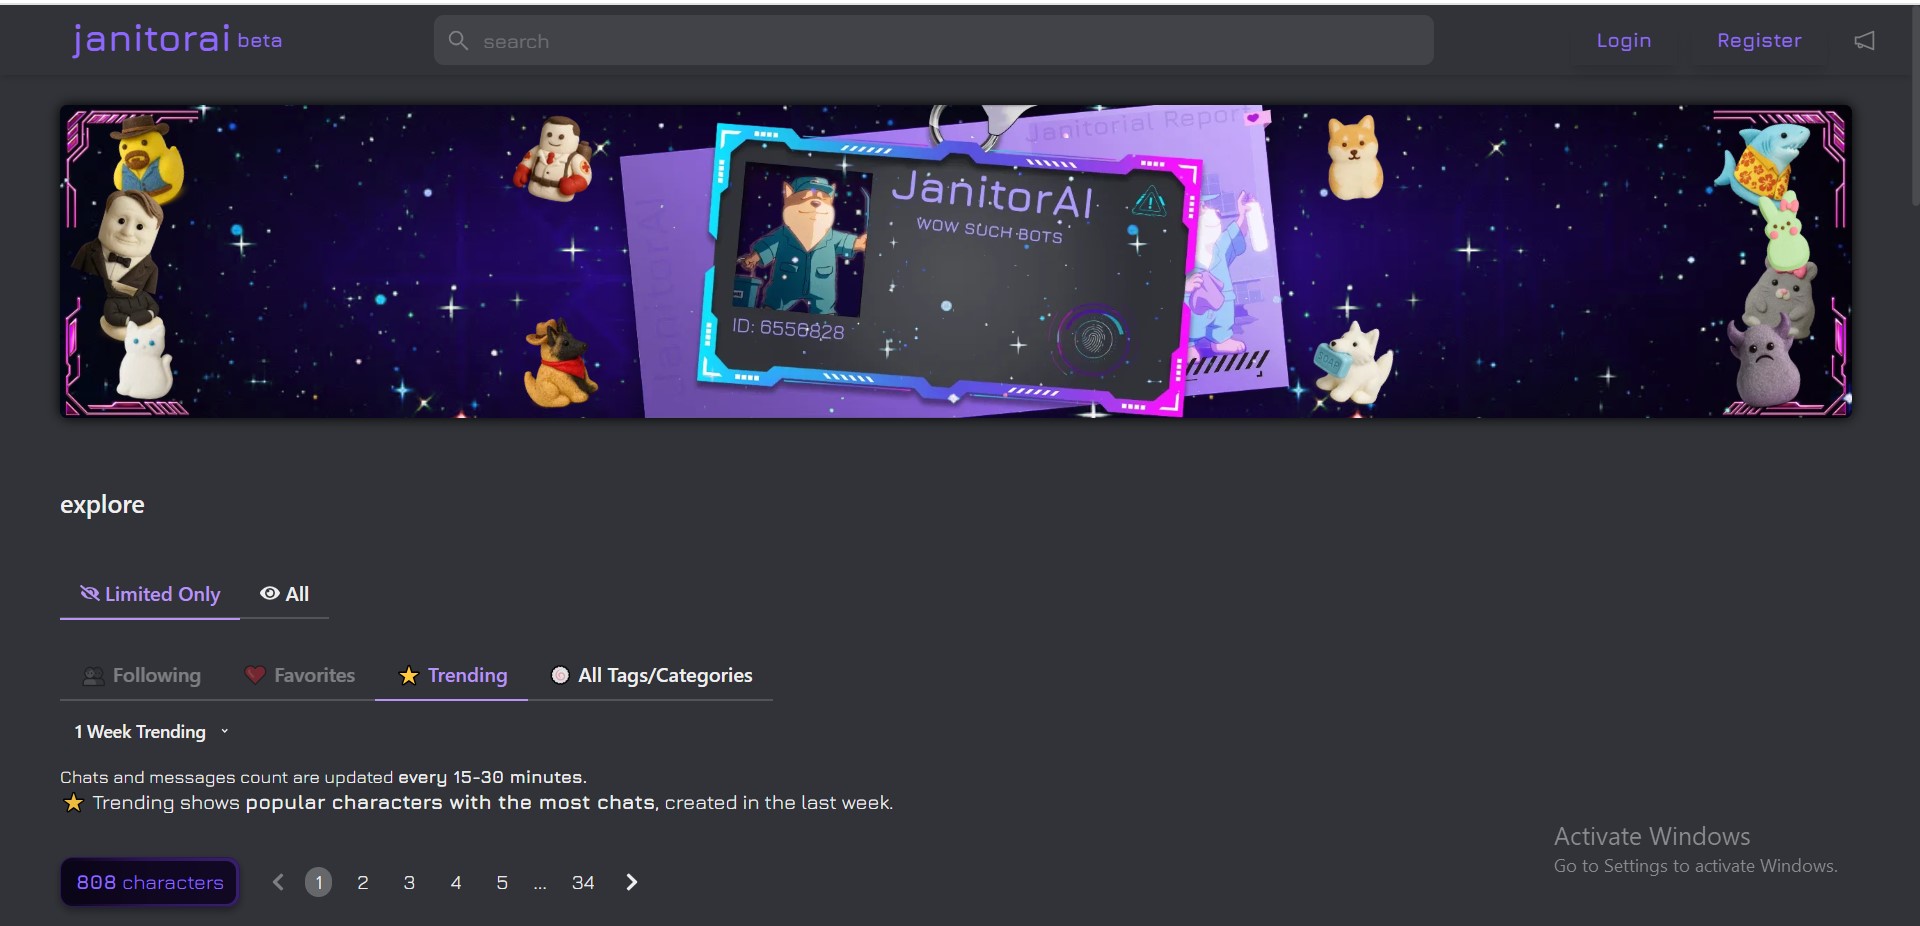 janitorai beta
search
Login
Register
Janitorial Report
JanitorAI
JanitorAI
WOW SUCH BOTS
ID: 6556828
SOAP
explore
Limited Only
All
Following
Favorites
Trending
All Tags/Categories
1 Week Trending
Chats and messages count are updated every 15-30 minutes.
Trending shows popular characters with the most chats, created in the last week.
Activate Windows
Go to Settings to activate Windows.
808 characters
1 2 3 4 5 ... 34